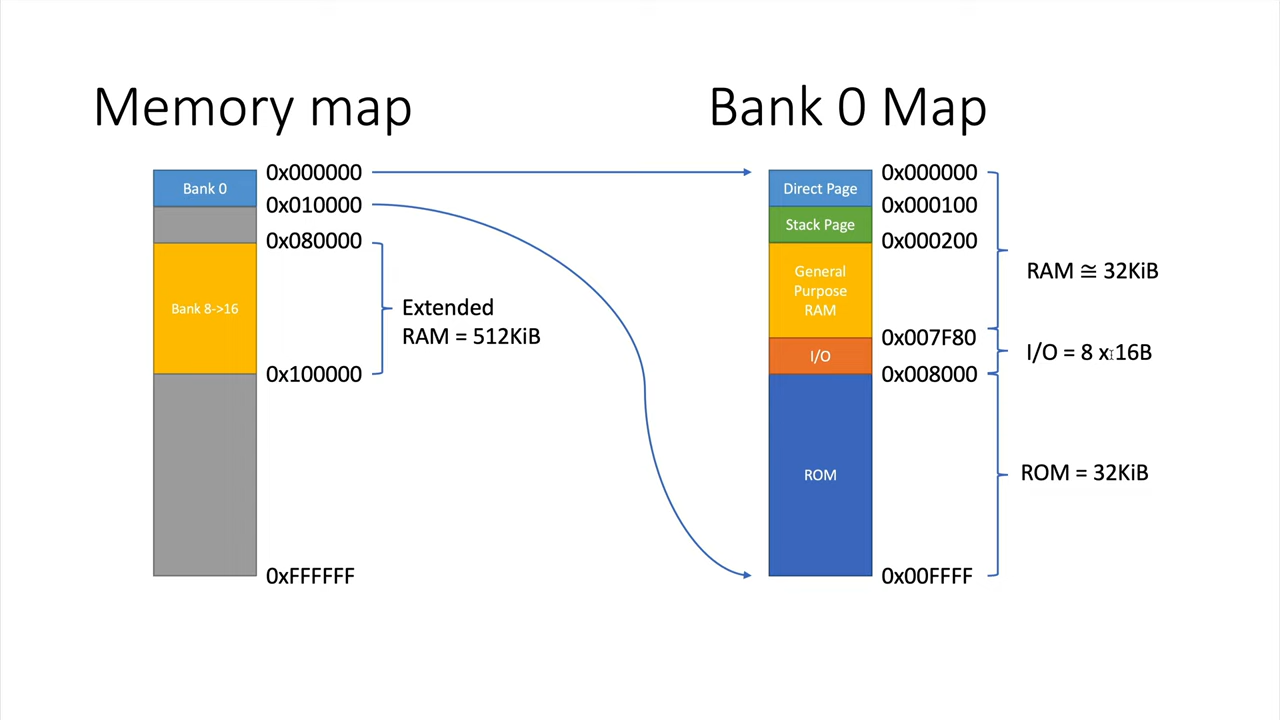 Memory map
Bank 0
0x000000
0x010000
0x080000
Bank 8->16
Extended
RAM = 512KiB
0x100000
0xFFFFFF
Bank 0 Map
Direct Page
0x000000
0x000100
Stack Page
0x000200
General
Purpose
RAM
RAM ≅ 32KiB
0x007F80
I/O
I/O = 8 x 16B
0x008000
ROM
ROM = 32KiB
0x00FFFF